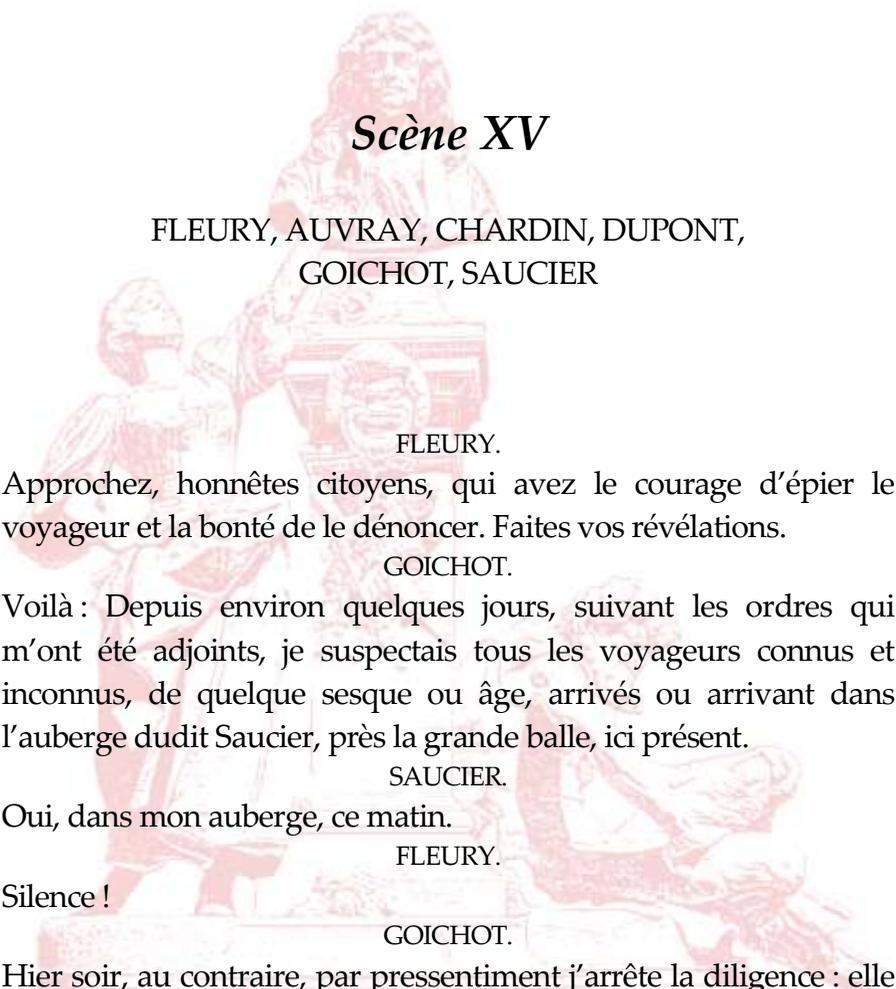 Scène XV
FLEURY, AUVRAY, CHARDIN, DUPONT,
GOICHOT, SAUCIER
FLEURY.
Approchez, honnêtes citoyens, qui avez le courage d’épier le
voyageur et la bonté de le dénoncer. Faites vos révélations.
GOICHOT.
Voilà : Depuis environ quelques jours, suivant les ordres qui
m’ont été adjoints, je suspectais tous les voyageurs connus et
inconnus, de quelque sesque ou âge, arrivés ou arrivant dans
l’auberge dudit Saucier, près la grande balle, ici présent.
SAUCIER.
Oui, dans mon auberge, ce matin.
FLEURY.
Silence !
GOICHOT.
Hier soir, au contraire, par pressentiment j’arrête la diligence : elle